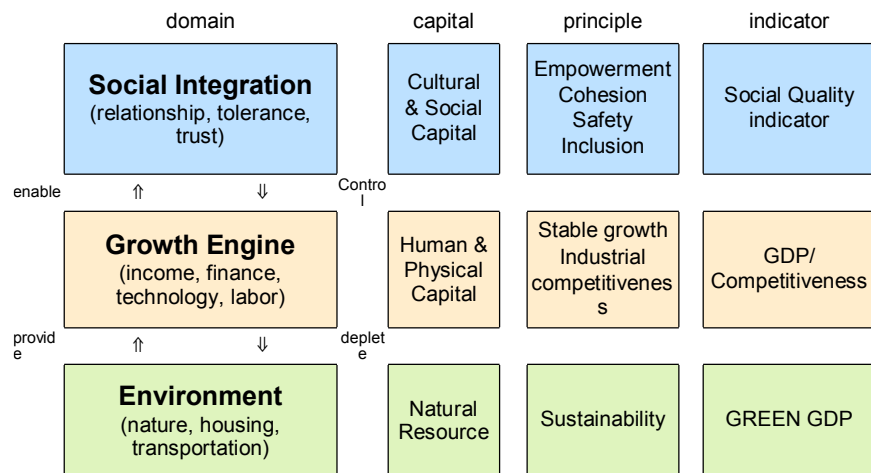 domain capital principle indicator
Social Integration
(relationship, tolerance,
trust)
Cultural
& Social
Capital
Empowerment
Cohesion
Safety
Inclusion
Social Quality
indicator
enable ⇑ ⇓ Contro
l
Growth Engine
(income, finance,
technology, labor)
Human &
Physical
Capital
Stable growth
Industrial
competitivenes
s
GDP/
Competitiveness
provid
e ⇑ ⇓ deplet
e
Environment
(nature, housing,
transportation)
Natural
Resource
Sustainability
GREEN GDP